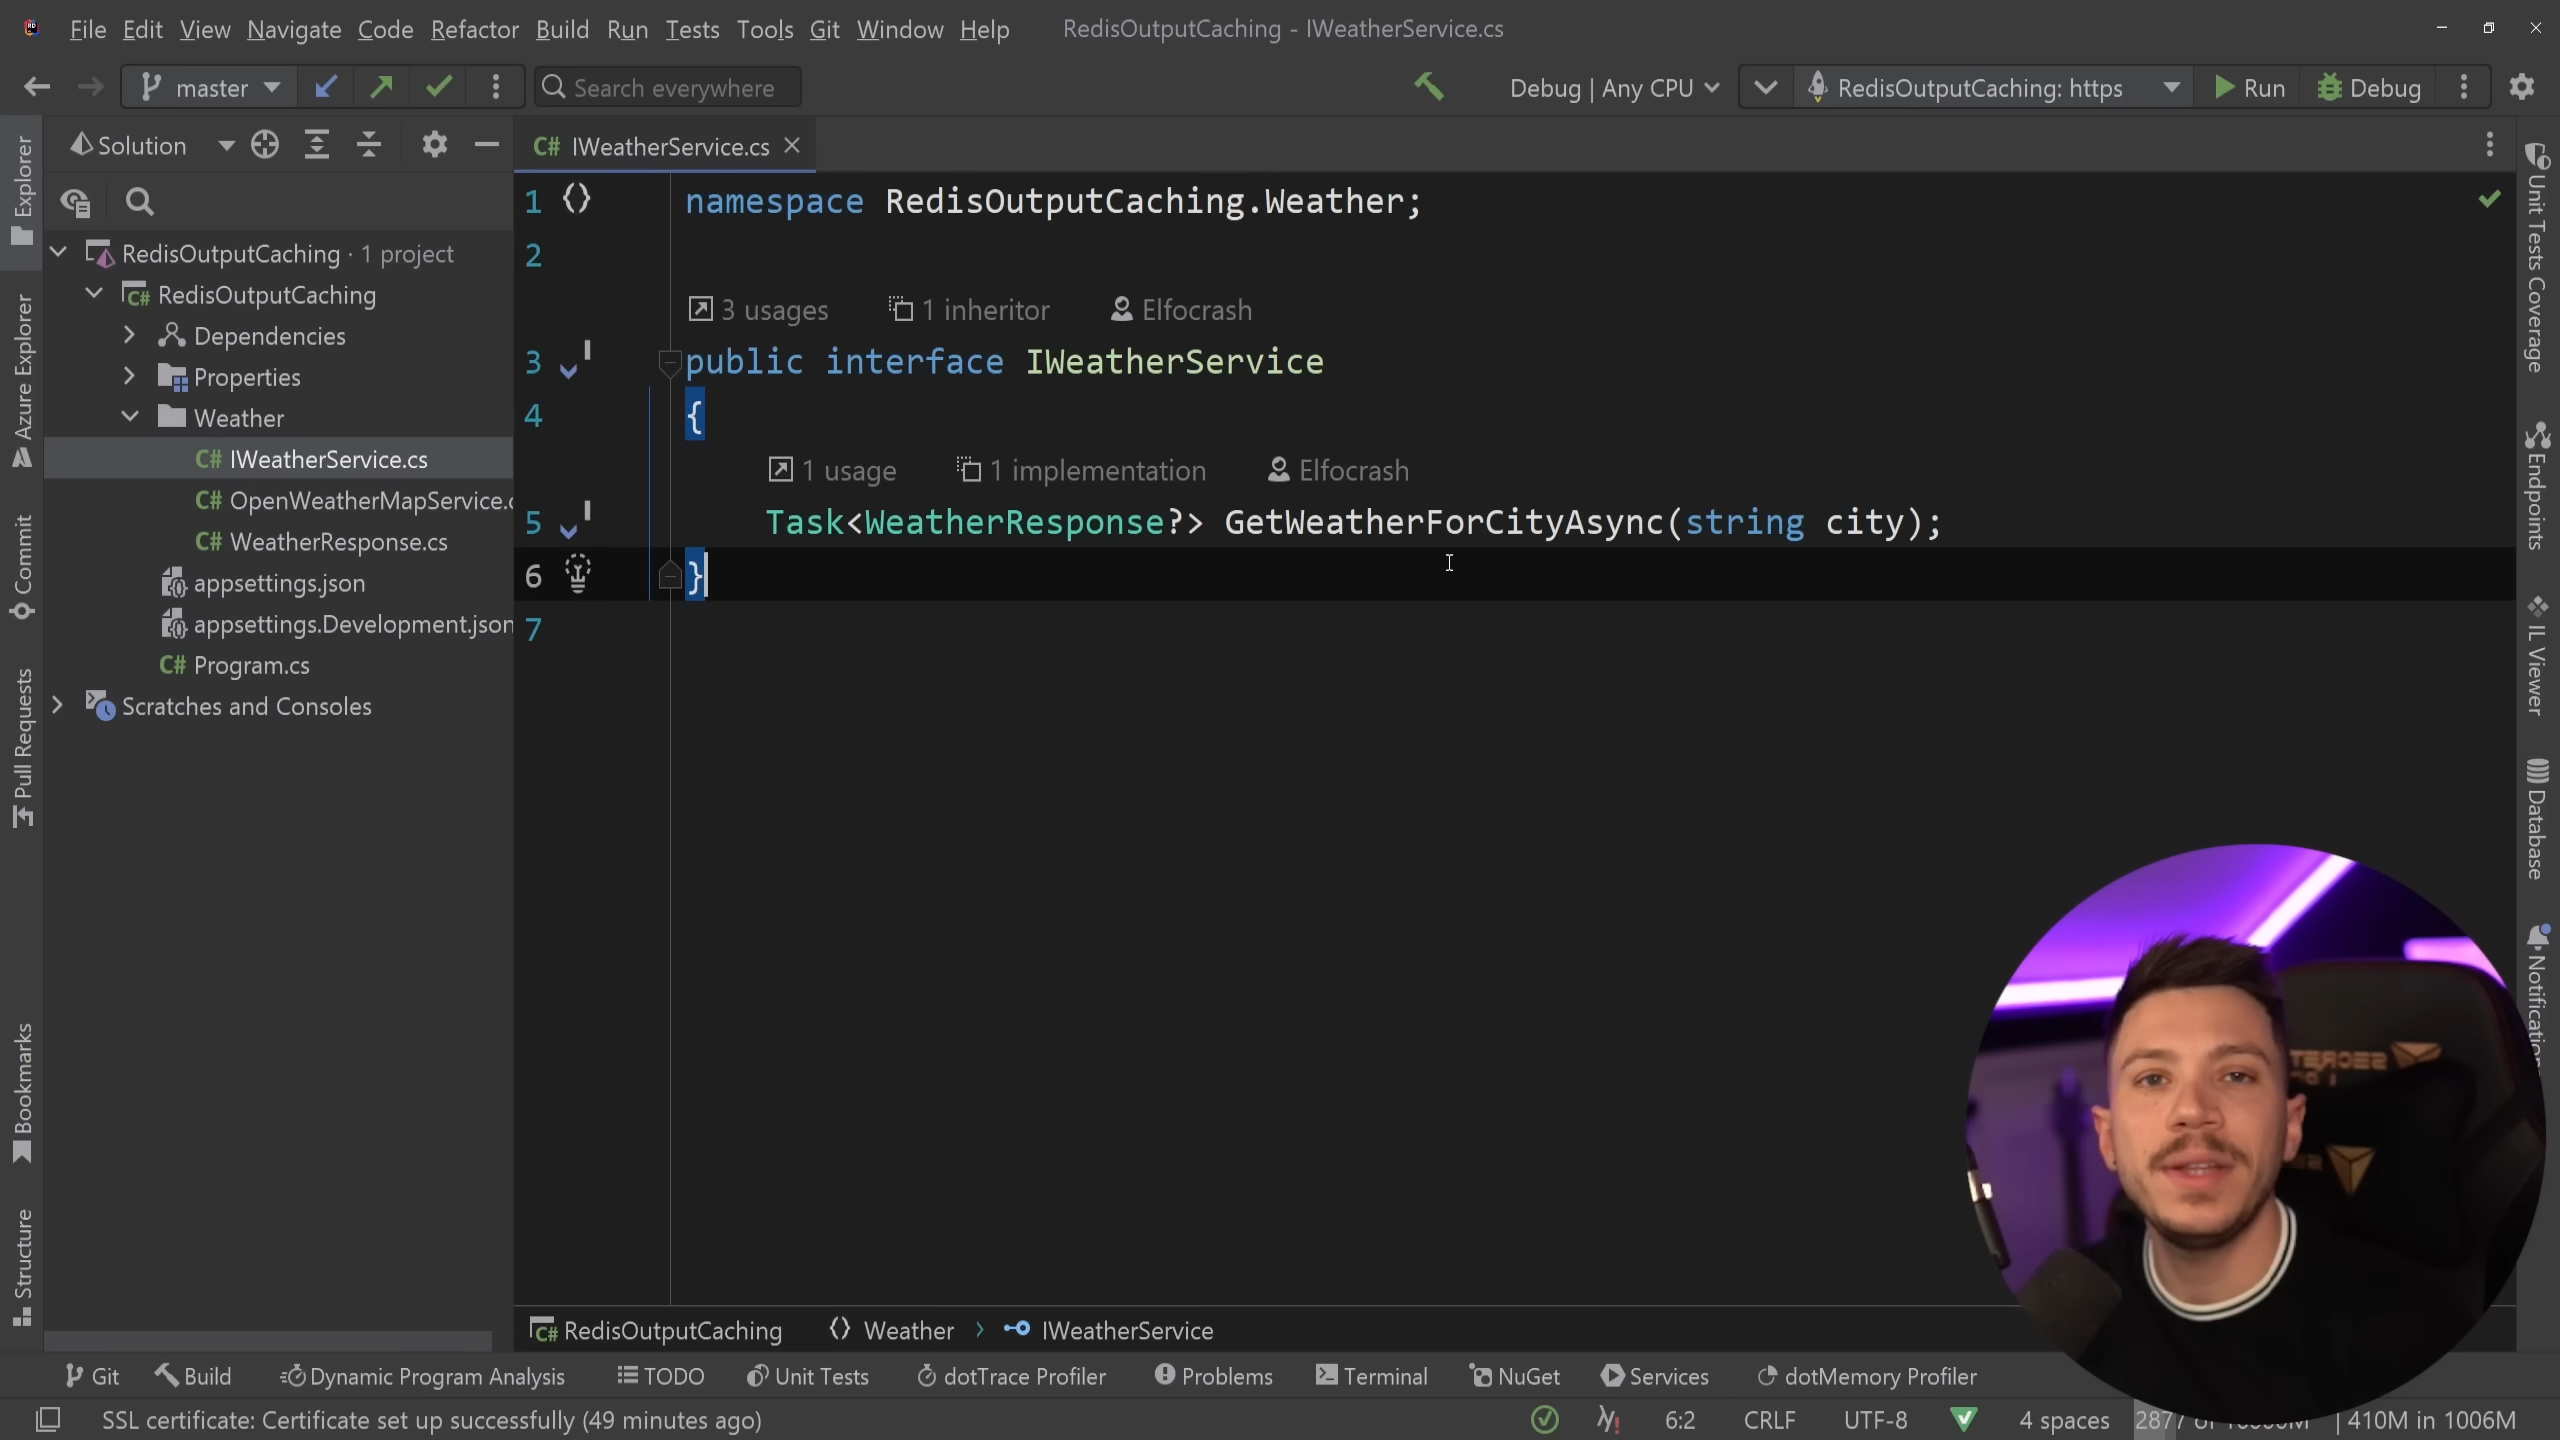 File Edit View Navigate Code Refactor Build Run Tests Tools Git Window Help RedisOutputCaching - IWeatherService.cs
master Search everywhere Debug | Any CPU RedisOutputCaching: https Run Debug
Solution
C# IWeatherService.cs
Explorer
Azure Explorer
Commit
Pull Requests
Bookmarks
Structure
RedisOutputCaching · 1 project
C# RedisOutputCaching
Dependencies
Properties
Weather
C# IWeatherService.cs
C# OpenWeatherMapService.
C# WeatherResponse.cs
appsettings.json
appsettings.Development.json
C# Program.cs
Scratches and Consoles
1 namespace RedisOutputCaching.Weather;
2
3 usages 1 inheritor Elfocrash
3 public interface IWeatherService
4 {
1 usage 1 implementation Elfocrash
5 Task<WeatherResponse?> GetWeatherForCityAsync(string city);
6 }
7
Unit Tests Coverage
Endpoints
IL Viewer
Database
Notification
C# RedisOutputCaching Weather IWeatherService
Git Build Dynamic Program Analysis TODO Unit Tests dotTrace Profiler Problems Terminal NuGet Services dotMemory Profiler
SSL certificate: Certificate set up successfully (49 minutes ago) 6:2 CRLF UTF-8 4 spaces 2877 of | 410M in 1006M